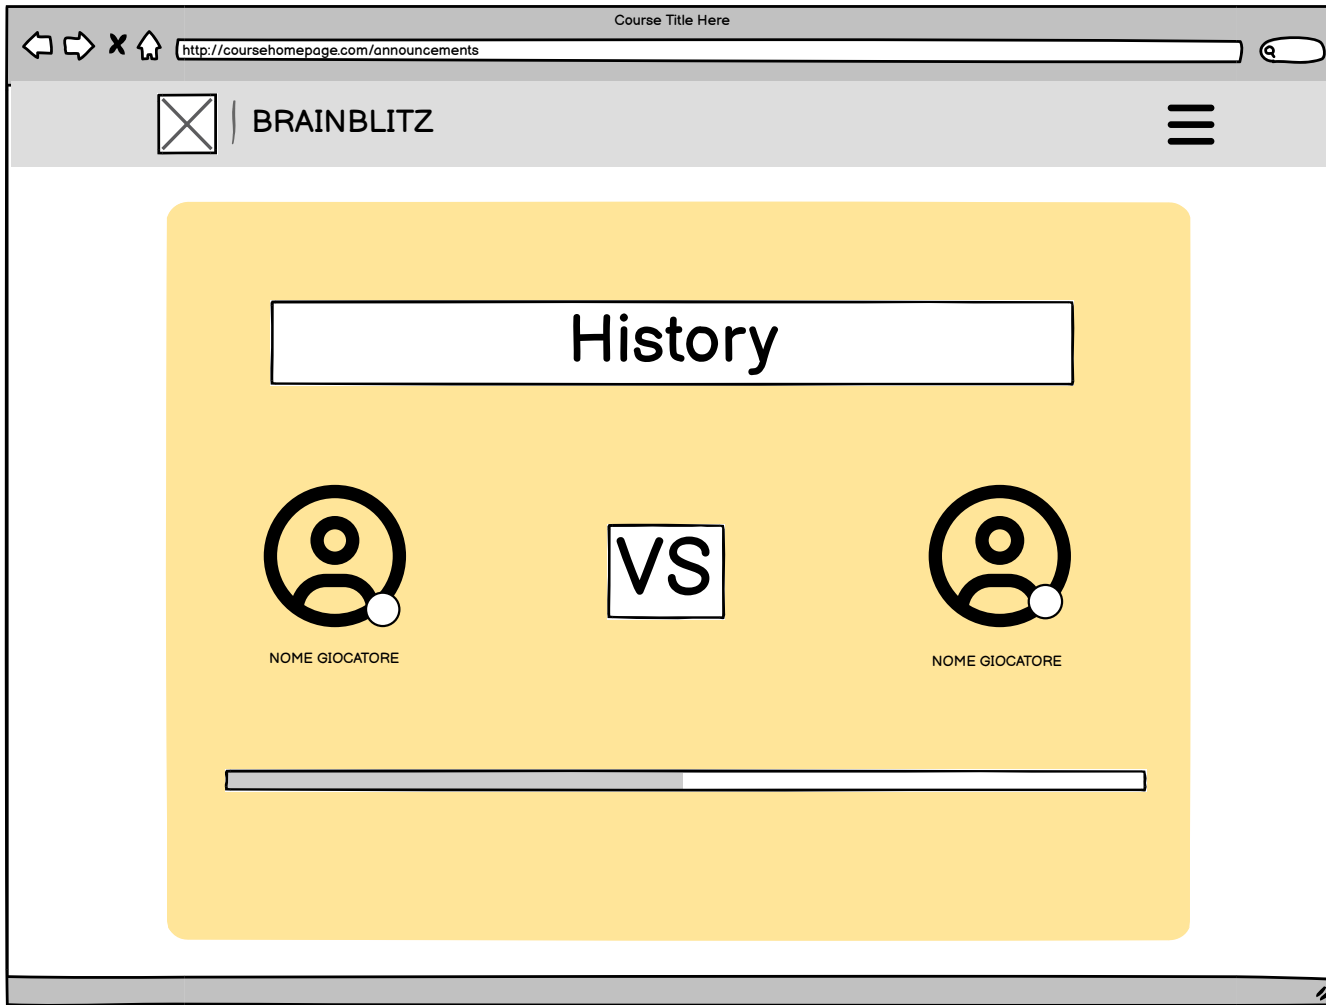 Course Title Here
http://coursehomepage.com/announcements
BRAINBLITZ
History
VS
NOME GIOCATORE
NOME GIOCATORE